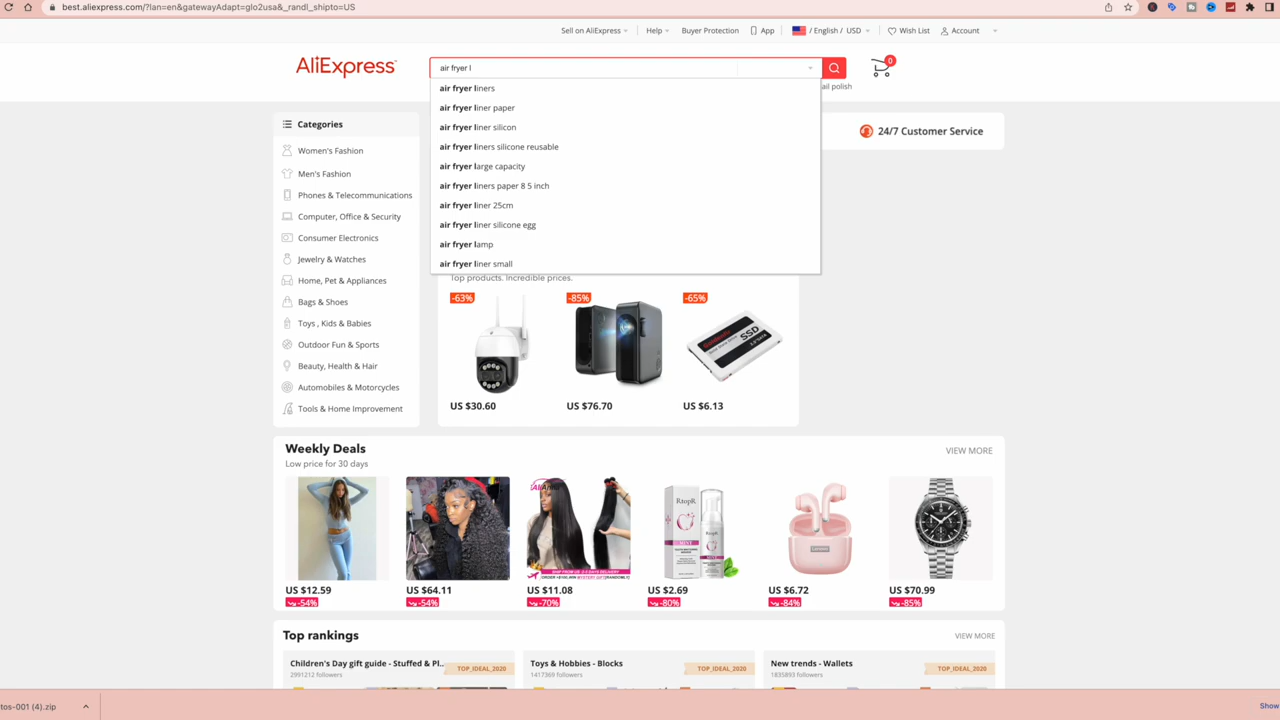 best.aliexpress.com/?lan=en&gatewayAdapt=glo2usa&_randl_shipto=US
Sell on AliExpress Help Buyer Protection App / English / USD Wish List Account
AliExpress
air fryer l
0
ail polish
air fryer liners
air fryer liner paper
air fryer liner silicon
air fryer liners silicone reusable
air fryer large capacity
air fryer liners paper 8 5 inch
air fryer liner 25cm
air fryer liner silicone egg
air fryer lamp
air fryer liner small
24/7 Customer Service
Categories
Women's Fashion
Men's Fashion
Phones & Telecommunications
Computer, Office & Security
Consumer Electronics
Jewelry & Watches
Home, Pet & Appliances
Bags & Shoes
Toys , Kids & Babies
Outdoor Fun & Sports
Beauty, Health & Hair
Automobiles & Motorcycles
Tools & Home Improvement
Top products. Incredible prices.
-63% -85% -65%
SSD
US $30.60 US $76.70 US $6.13
Weekly Deals VIEW MORE
Low price for 30 days
RtopR
US $12.59 US $64.11 US $11.08 US $2.69 US $6.72 US $70.99
-54% -54% -70% -80% -84% -85%
Top rankings VIEW MORE
Children's Day gift guide - Stuffed & Pl... TOP_IDEAL_2020
2991212 followers
Toys & Hobbies - Blocks TOP_IDEAL_2020
1417369 followers
New trends - Wallets TOP_IDEAL_2020
1835893 followers
tos-001 (4).zip
Show